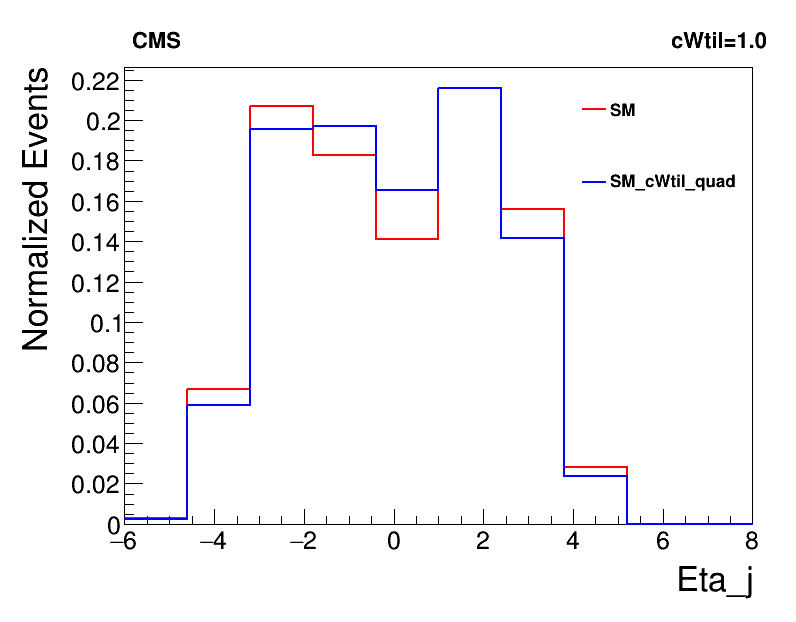 CMS
cWtil=1.0
Normalized Events
0.22
0.2
0.18
0.16
0.14
0.12
0.1
0.08
0.06
0.04
0.02
0
SM
SM_cWtil_quad
−6 −4 −2 0 2 4 6 8
Eta_j